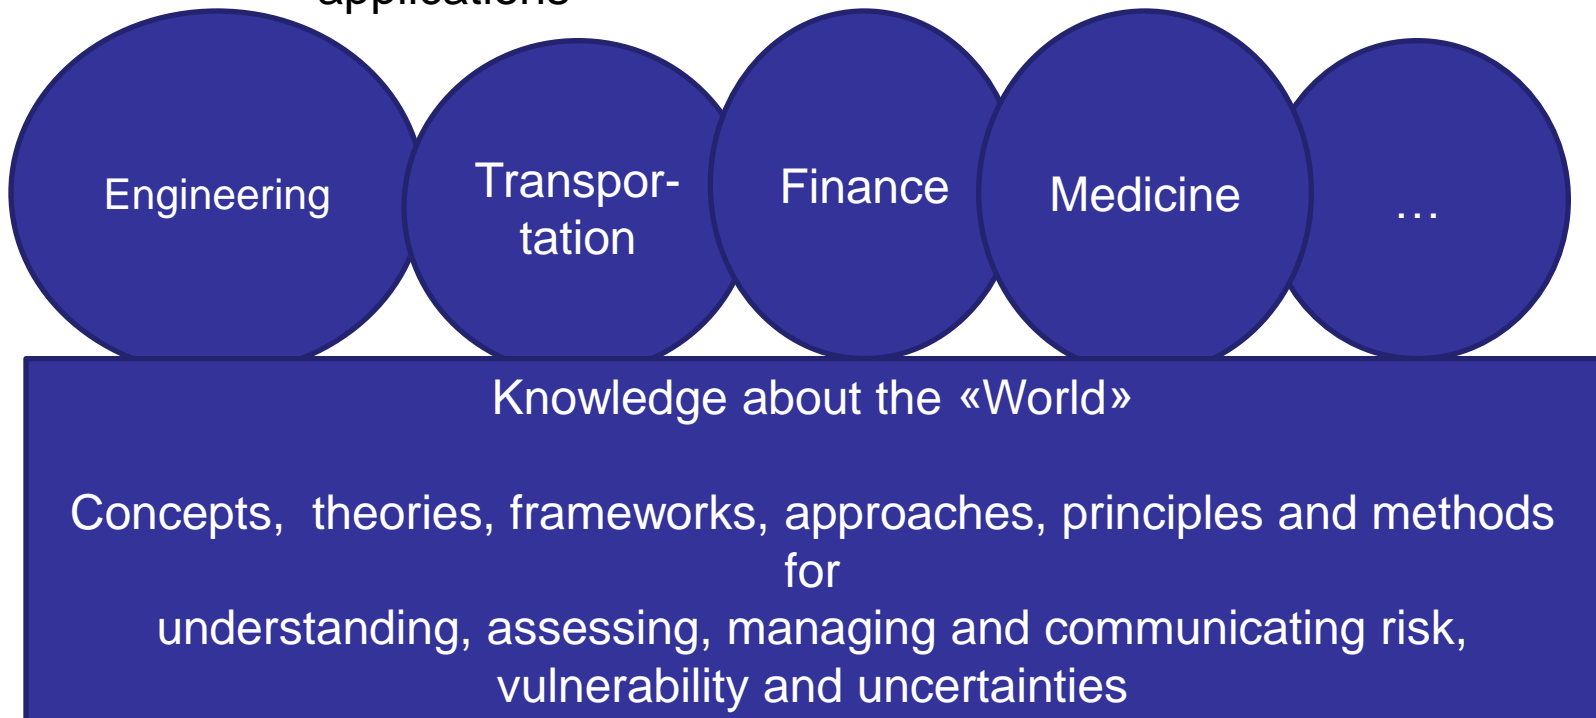 applications
Engineering
Transpor-
tation
Finance
Medicine
…
Knowledge about the «World»
Concepts, theories, frameworks, approaches, principles and methods
for
understanding, assessing, managing and communicating risk,
vulnerability and uncertainties